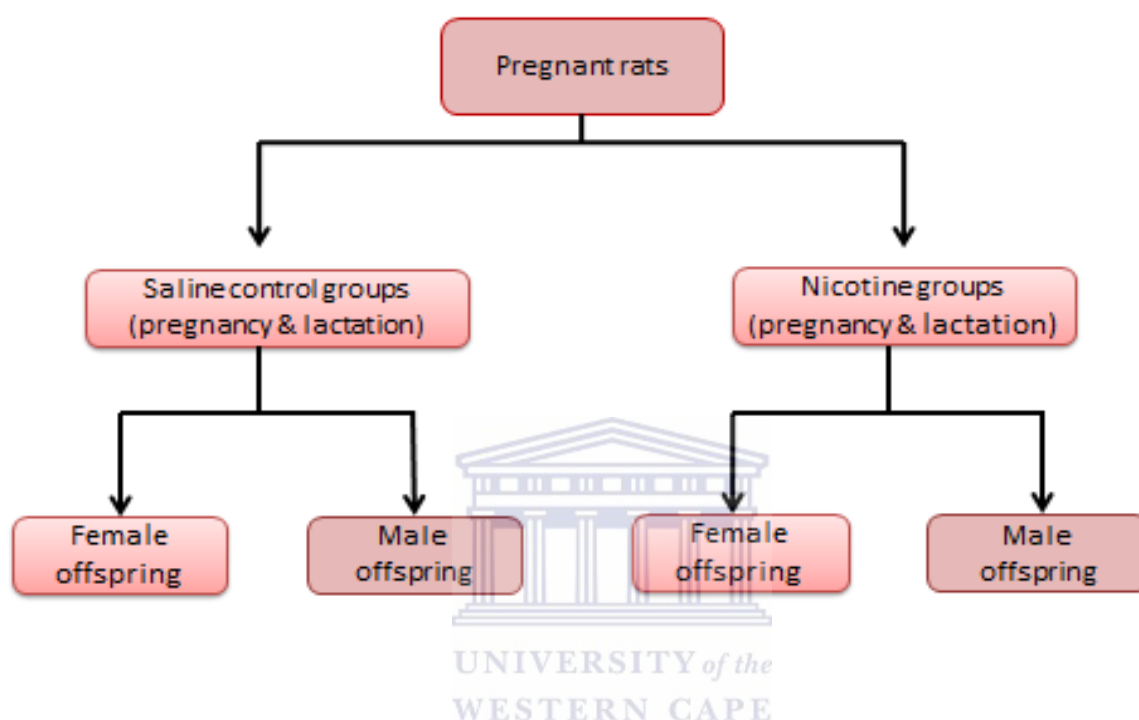 Pregnant rats
Saline control groups
(pregnancy & lactation)
Nicotine groups
(pregnancy & lactation)
Female
offspring
Male
offspring
Female
offspring
Male
offspring
UNIVERSITY of the
WESTERN CAPE